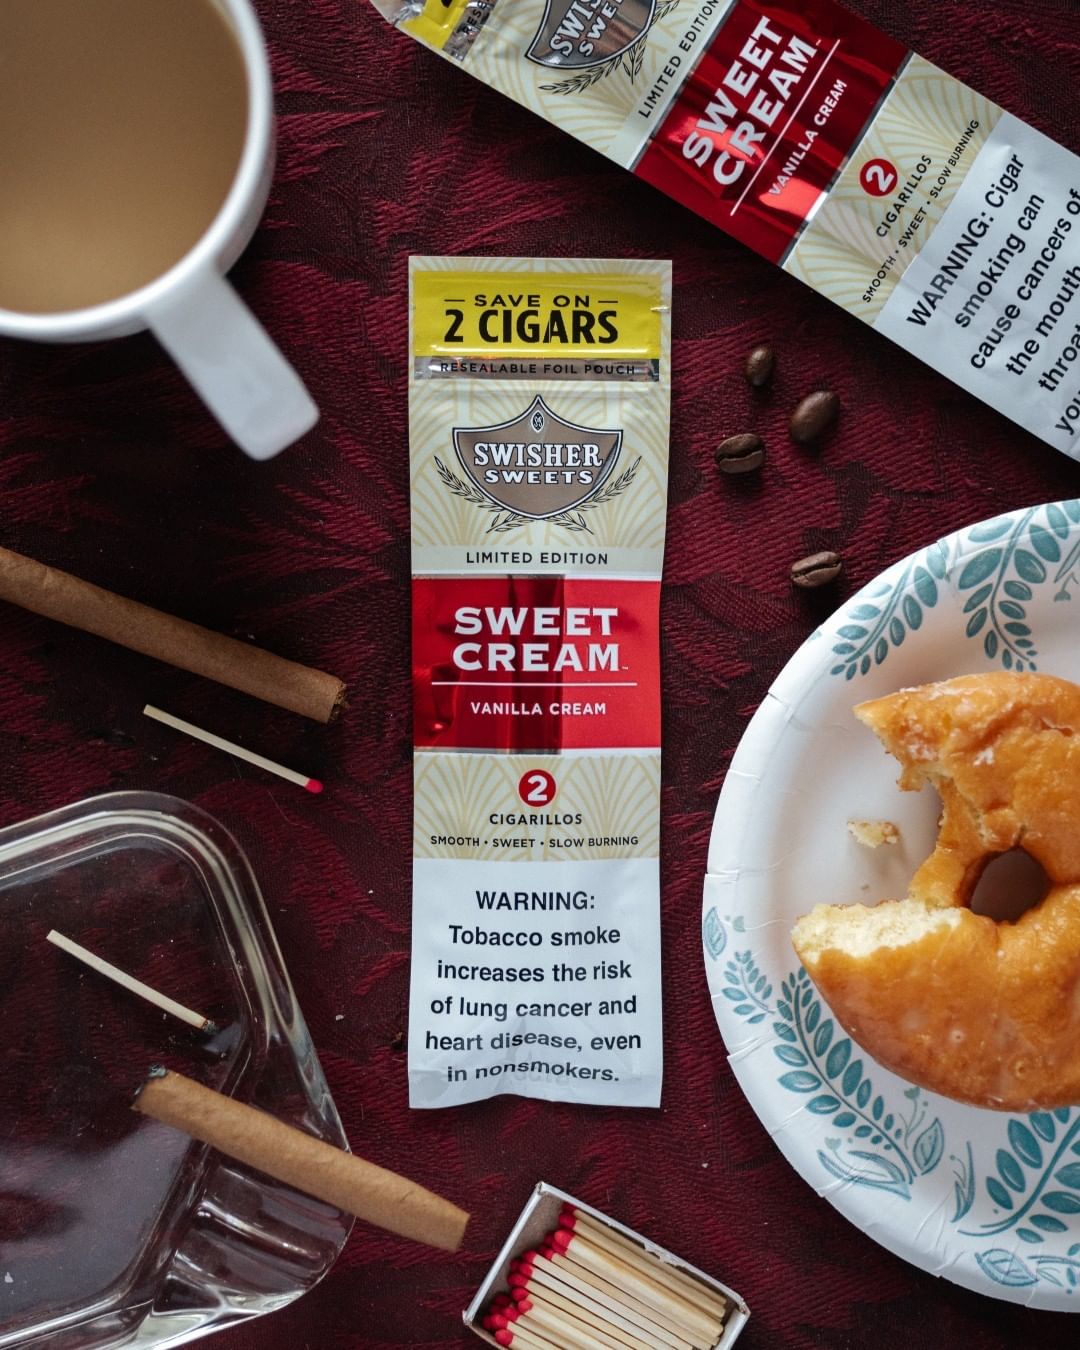 SAVE ON
2 CIGARS
RESEALABLE FOIL POUCH
SWISHER
SWEETS
LIMITED EDITION
SWEET
CREAM
VANILLA CREAM
2
CIGARILLOS
SMOOTH • SWEET • SLOW BURNING
WARNING:
Tobacco smoke
increases the risk
of lung cancer and
heart disease, even
in nonsmokers.
LIMITED EDITION
SWEET
CREAM
VANILLA CREAM
2
CIGARILLOS
SMOOTH • SWEET • SLOW BURNING
WARNING: Cigar
smoking can
cause cancers of
the mouth